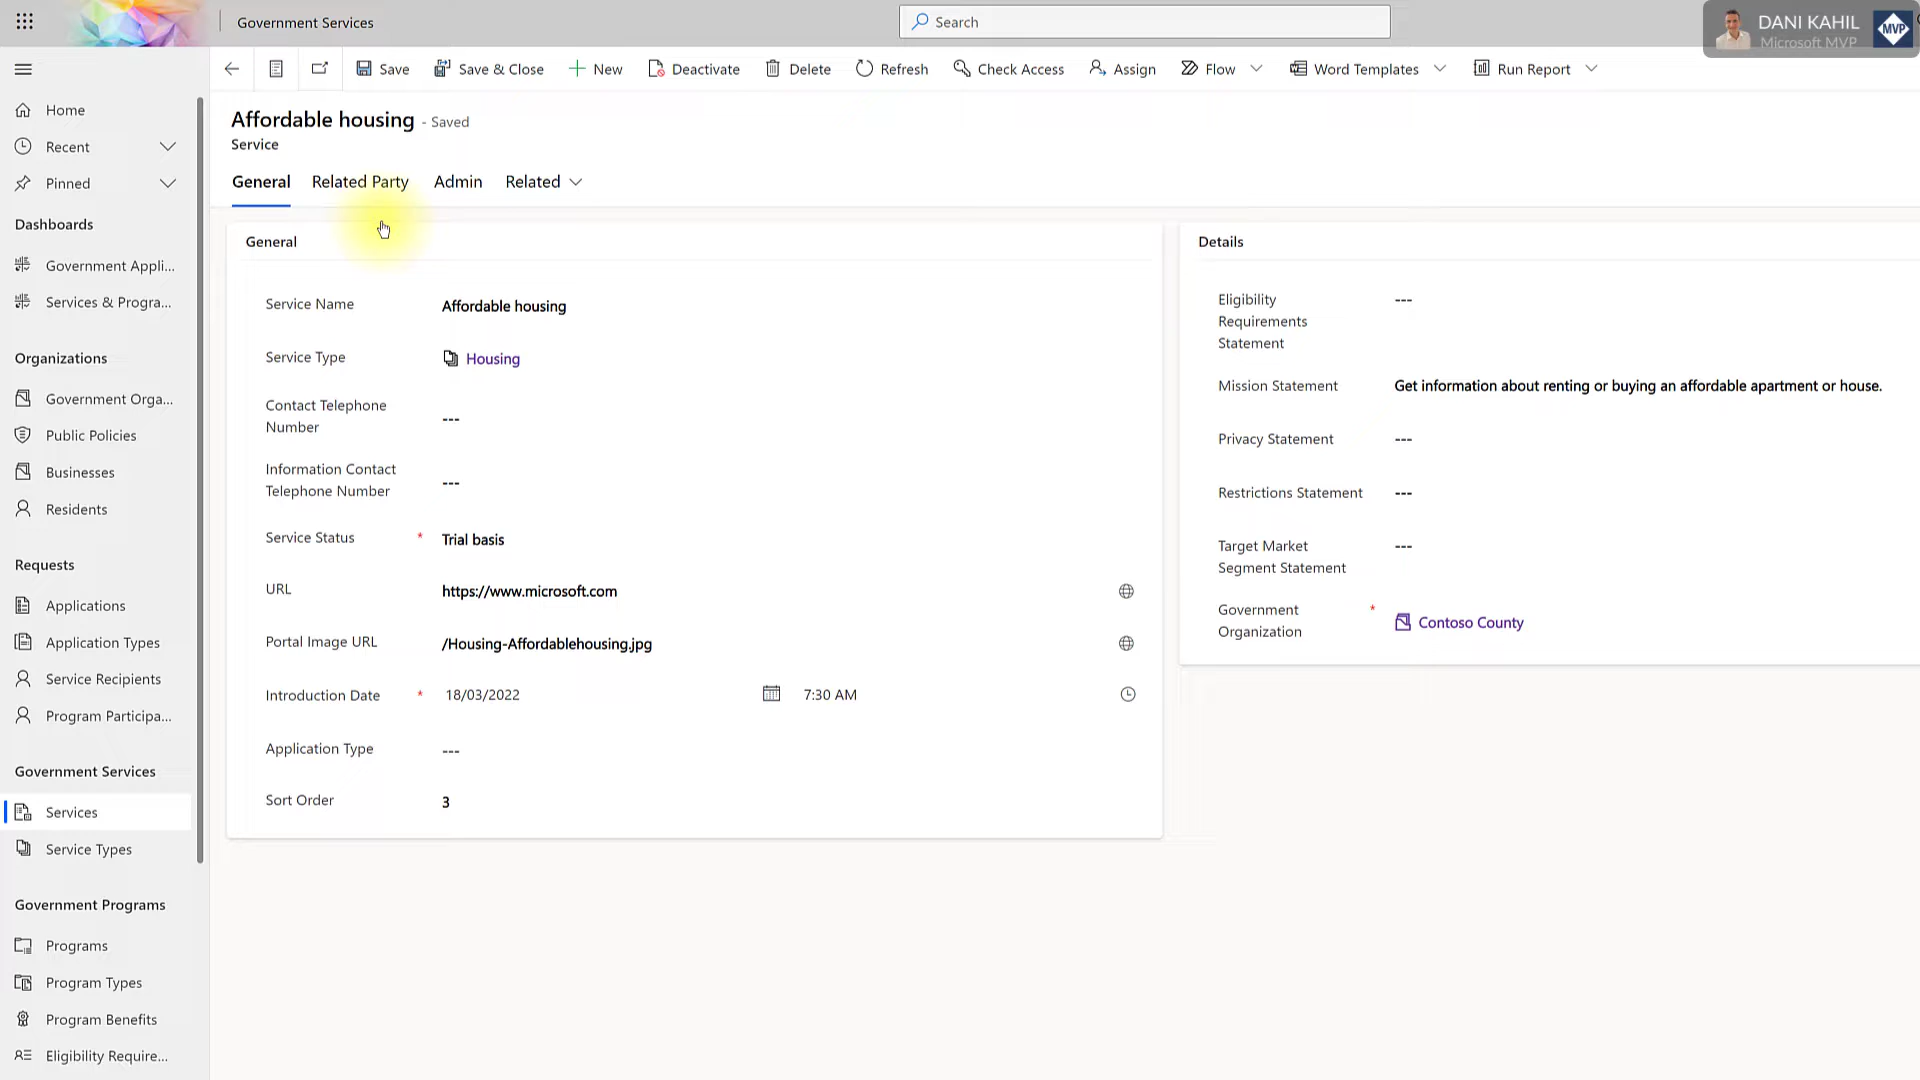 Government Services
Search
DANI KAHIL
Microsoft MVP
MVP
Save
Save & Close
New
Deactivate
Delete
Refresh
Check Access
Assign
Flow
Word Templates
Run Report
Home
Recent
Pinned
Dashboards
Government Appli...
Services & Progra...
Organizations
Government Orga...
Public Policies
Businesses
Residents
Requests
Applications
Application Types
Service Recipients
Program Participa...
Government Services
Services
Service Types
Government Programs
Programs
Program Types
Program Benefits
Eligibility Require...
Affordable housing - Saved
Service
General
Related Party
Admin
Related
General
Service Name
Affordable housing
Service Type
Housing
Contact Telephone
Number
---
Information Contact
Telephone Number
---
Service Status *
Trial basis
URL
https://www.microsoft.com
Portal Image URL
/Housing-Affordablehousing.jpg
Introduction Date *
18/03/2022
7:30 AM
Application Type
---
Sort Order
3
Details
Eligibility
Requirements
Statement
---
Mission Statement
Get information about renting or buying an affordable apartment or house.
Privacy Statement
---
Restrictions Statement
---
Target Market
Segment Statement
---
Government
Organization *
Contoso County